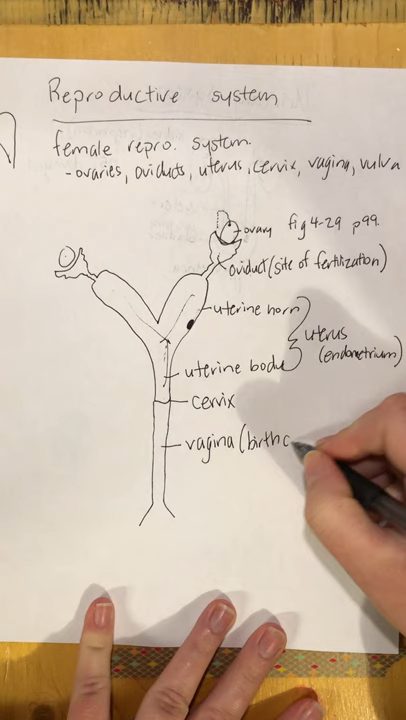 Reproductive system
female repro. system.
-ovaries, oviducts, uterus, cervix, vagina, vulva
ovary fig 4-29 p99.
oviduct (site of fertilization)
uterine horn
uterus
(endometrium)
uterine body
cervix
vagina (birth c